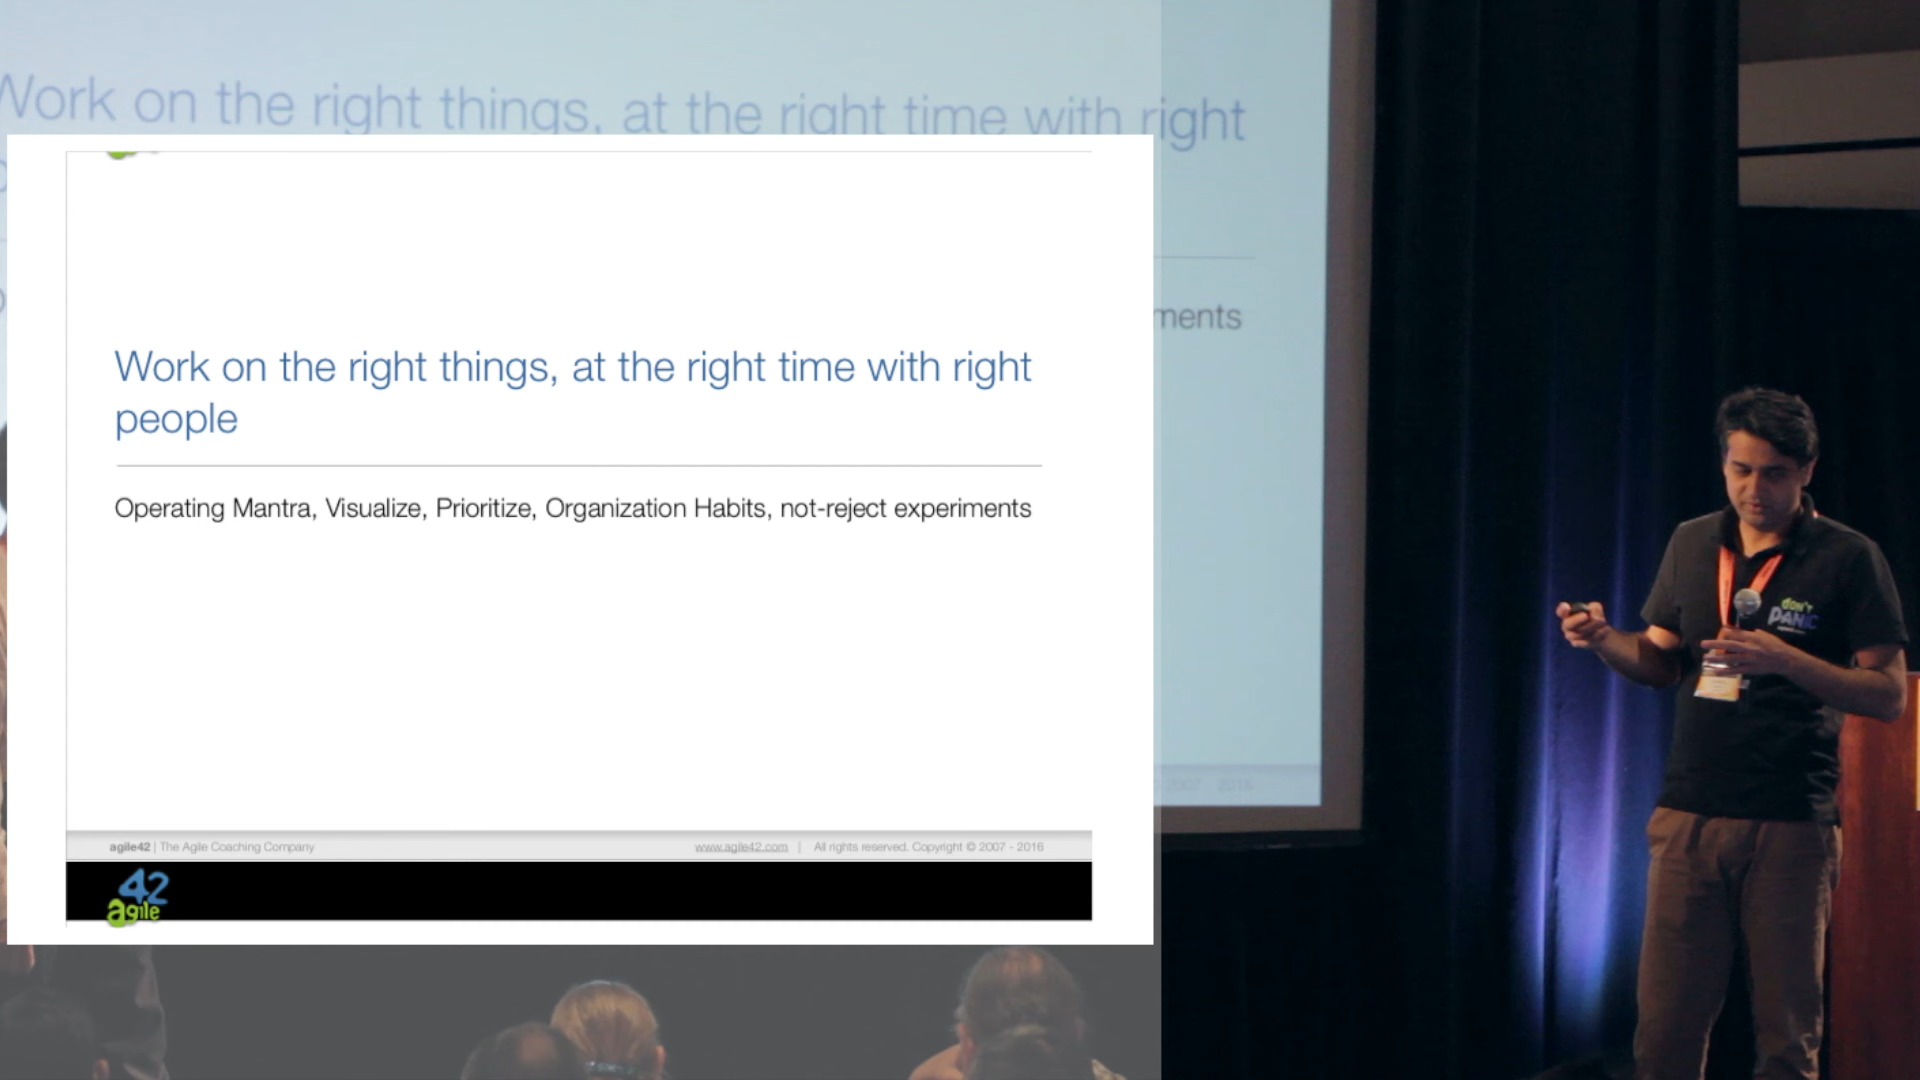 Work on the right things, at the right time with right
ments
2007 2016
Work on the right things, at the right time with right
people
Operating Mantra, Visualize, Prioritize, Organization Habits, not-reject experiments
agile42 | The Agile Coaching Company
www.agile42.com | All rights reserved. Copyright © 2007 - 2016
42
agile
DON'T
PANIC